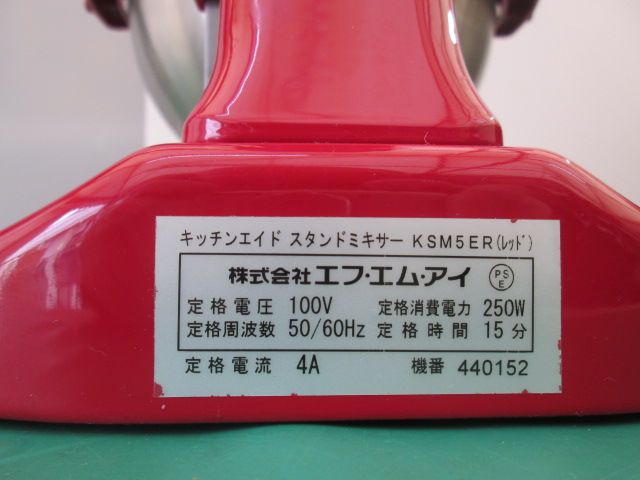 キッチンエイド スタンドミキサー KSM5ER(レッド)
株式会社 エフ・エム・アイ PSE
定格電圧 100V 定格消費電力 250W
定格周波数 50/60Hz 定格時間 15分
定格電流 4A 機番 440152